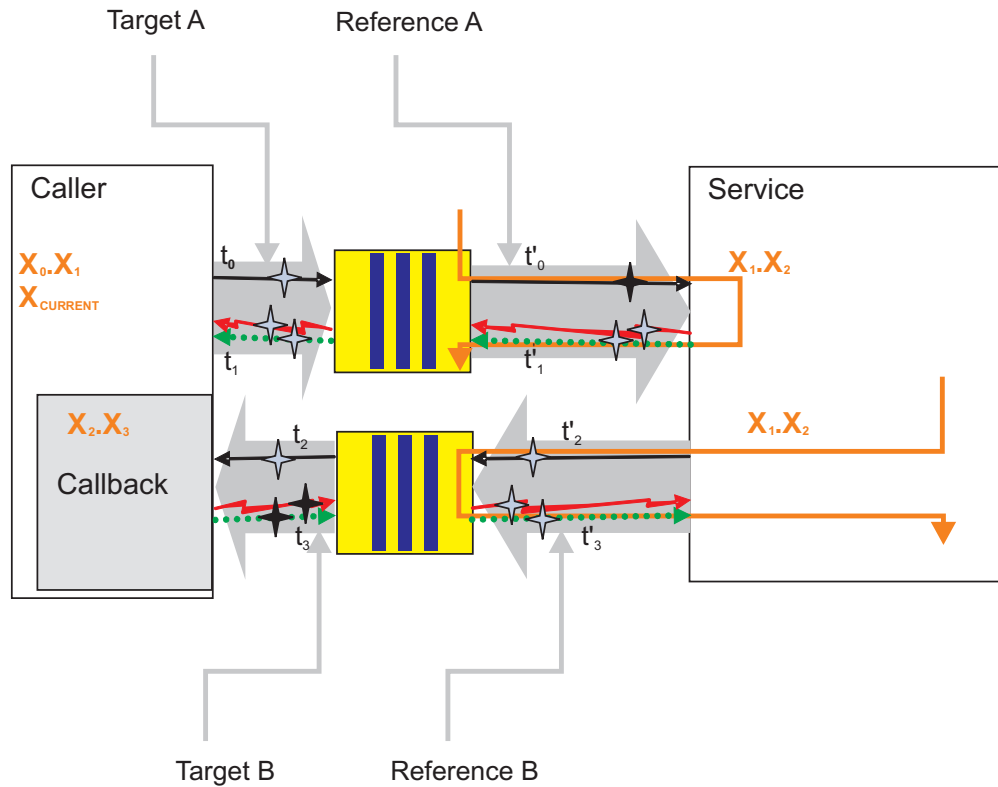 Target A
Reference A
Caller
Service
X₀.X₁
X_CURRENT
t₀
t'₀
X₁.X₂
t₁
t'₁
X₂.X₃
Callback
t₂
t'₂
X₁.X₂
t₃
t'₃
Target B
Reference B